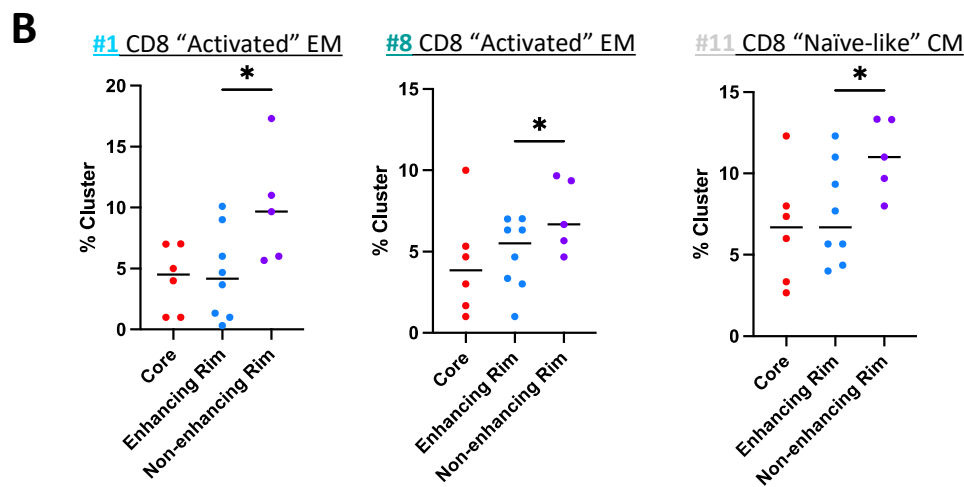 B
#1 CD8 “Activated” EM
% Cluster
20
15
10
5
0
*
Core
Enhancing Rim
Non-enhancing Rim
#8 CD8 “Activated” EM
% Cluster
15
10
5
0
*
Core
Enhancing Rim
Non-enhancing Rim
#11 CD8 “Naïve-like” CM
% Cluster
15
10
5
0
*
Core
Enhancing Rim
Non-enhancing Rim